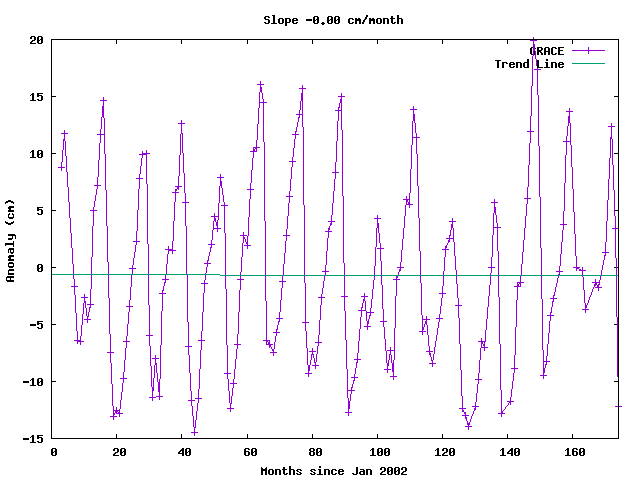 Slope -0.00 cm/month
GRACE
Trend Line
20
15
10
5
0
-5
-10
-15
Anomaly (cm)
0 20 40 60 80 100 120 140 160
Months since Jan 2002